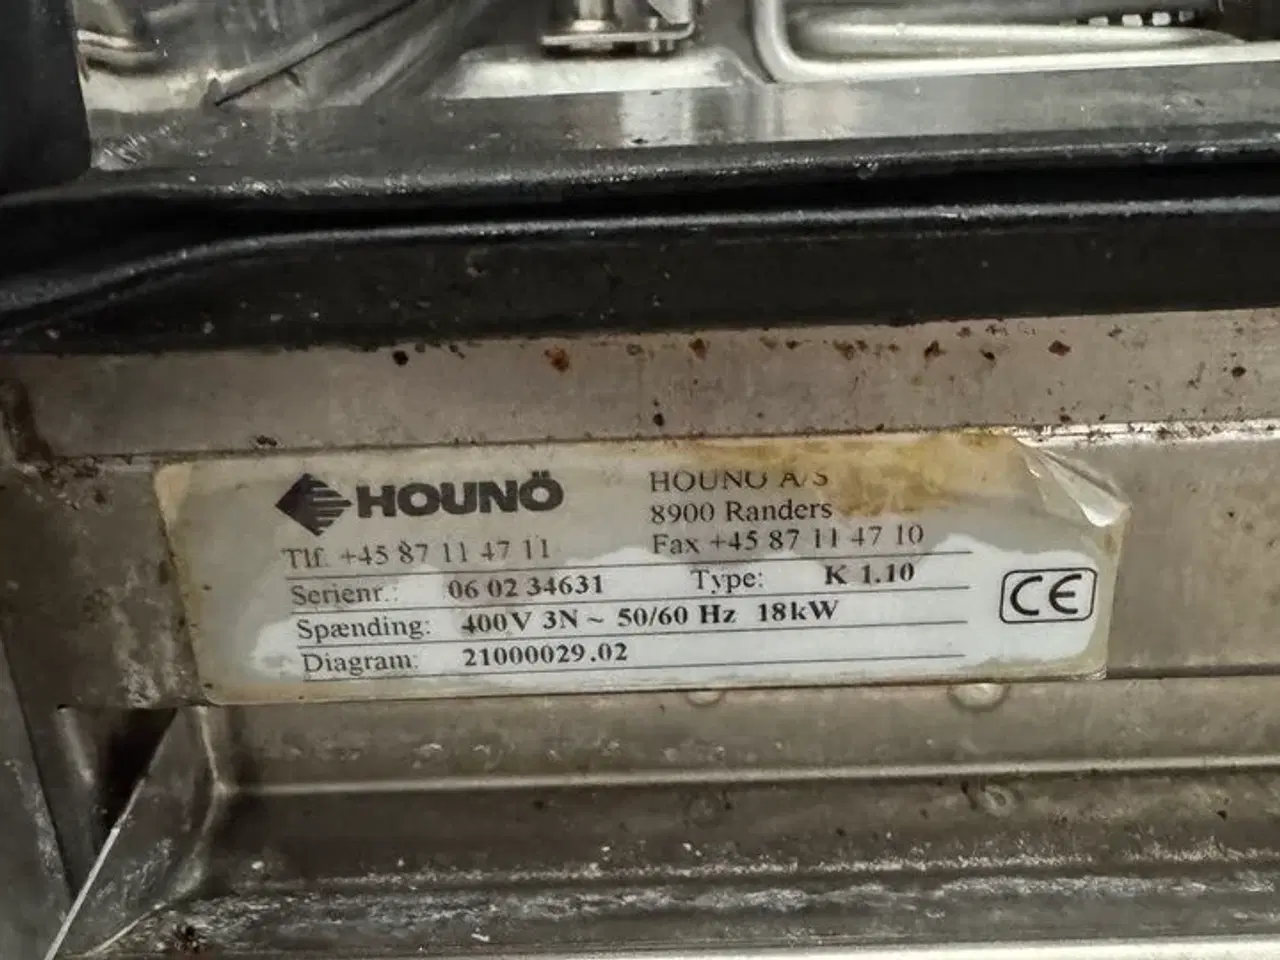 HOUNÖ HOUNO A/S
8900 Randers
Tlf. +45 87 11 47 11 Fax +45 87 11 47 10
Serienr.: 06 02 34631 Type: K 1.10
Spænding: 400V 3N ~ 50/60 Hz 18kW
Diagram: 21000029.02
CE